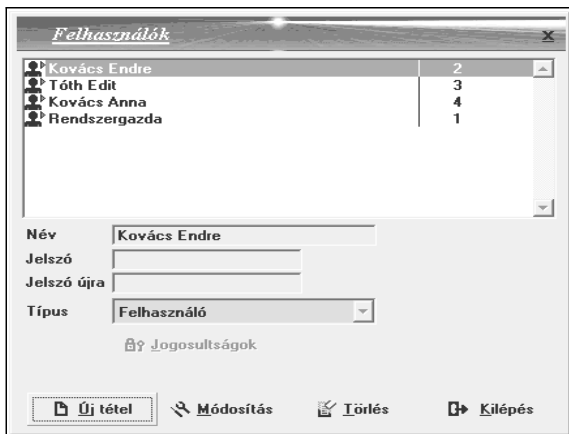 Felhasználók x
Kovács Endre 2
Tóth Edit 3
Kovács Anna 4
Rendszergazda 1
Név Kovács Endre
Jelszó
Jelszó újra
Típus Felhasználó
Jogosultságok
Új tétel Módosítás Törlés Kilépés